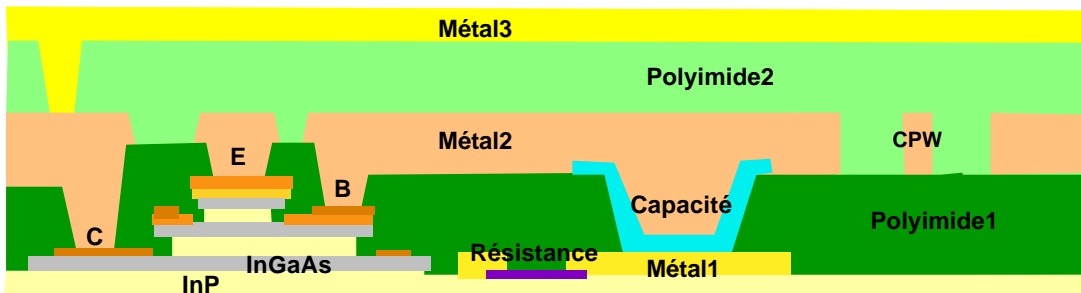 Métal3
Polyimide2
Métal2
CPW
E
B
Capacité
Polyimide1
C
Résistance
InGaAs
Métal1
InP